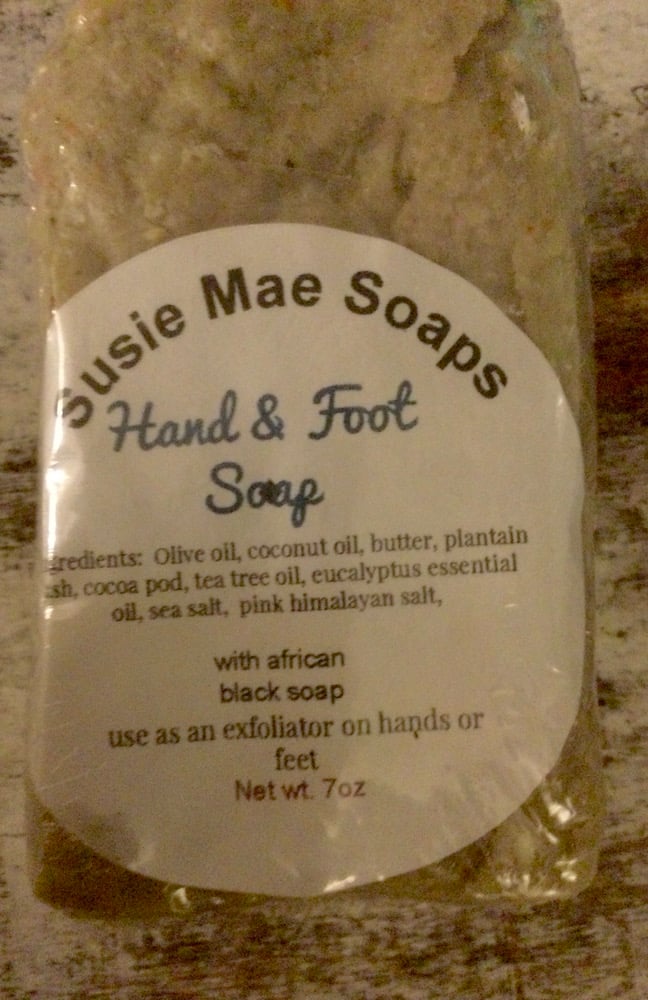 Susie Mae Soaps
Hand & Foot
Soap
redients: Olive oil, coconut oil, butter, plantain
sh, cocoa pod, tea tree oil, eucalyptus essential
oil, sea salt, pink himalayan salt,
with african
black soap
use as an exfoliator on hands or
feet
Net wt. 7oz